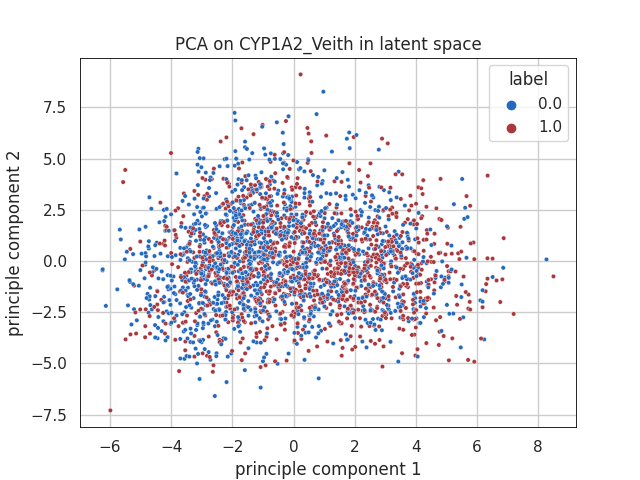 PCA on CYP1A2_Veith in latent space
label
0.0
1.0
principle component 2
7.5
5.0
2.5
0.0
−2.5
−5.0
−7.5
−6 −4 −2 0 2 4 6 8
principle component 1